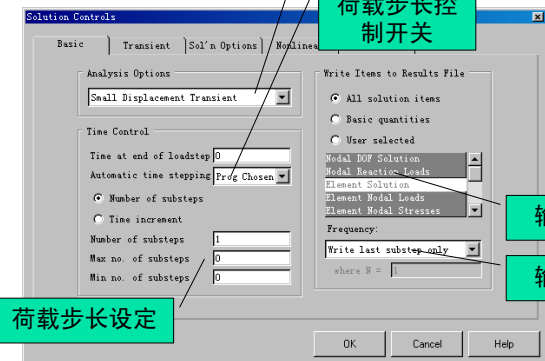 荷载步长控
制开关
Solution Controls
Basic
Transient
Sol'n Options
Nonlinea
Analysis Options
Small Displacement Transient
Time Control
Time at end of loadstep 0
Automatic time stepping Prog Chosen
Number of substeps
Time increment
Number of substeps 1
Max no. of substeps 0
Min no. of substeps 0
Write Items to Results File
All solution items
Basic quantities
User selected
Nodal DOF Solution
Nodal Reaction Loads
Element Solution
Element Nodal Loads
Element Nodal Stresses
Frequency:
Write last substep only
where N = 1
输
输
荷载步长设定
OK
Cancel
Help